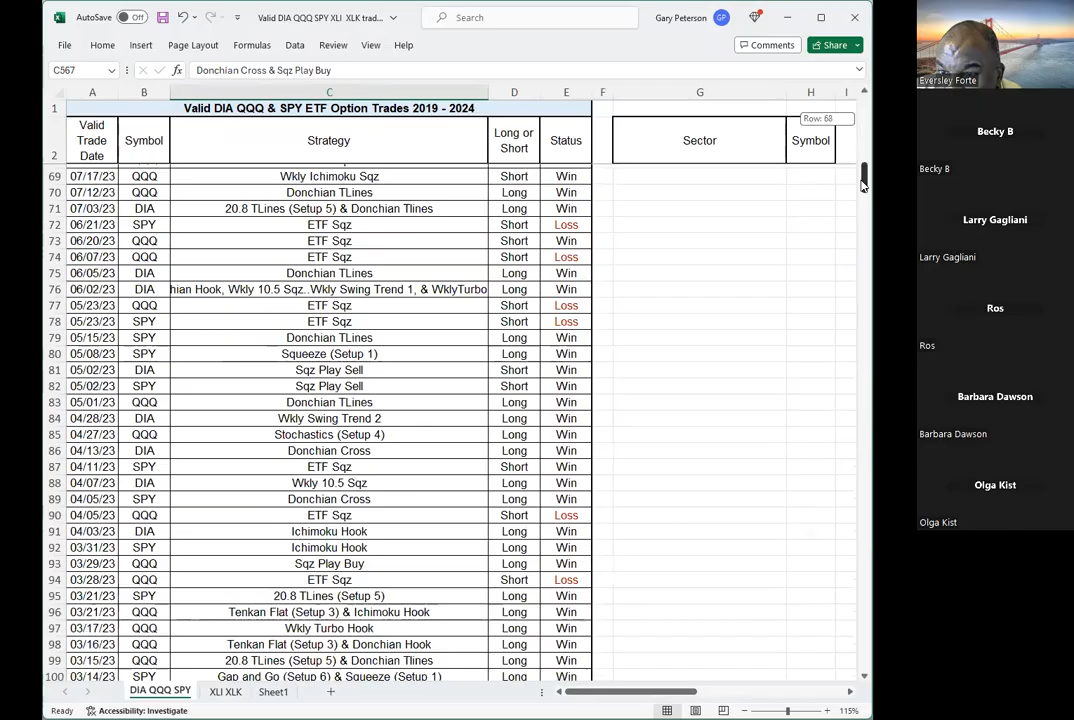 AutoSave Off Valid DIA QQQ SPY XLI XLK trad... Search Gary Peterson GP
File Home Insert Page Layout Formulas Data Review View Help Comments Share
C567 fx Donchian Cross & Sqz Play Buy
A B C D E F G H I
1 Valid DIA QQQ & SPY ETF Option Trades 2019 - 2024
Row: 68
2 Valid Trade Date Symbol Strategy Long or Short Status Sector Symbol
69 07/17/23 QQQ Wkly Ichimoku Sqz Short Win
70 07/12/23 QQQ Donchian TLines Long Win
71 07/03/23 DIA 20.8 TLines (Setup 5) & Donchian Tlines Long Win
72 06/21/23 SPY ETF Sqz Short Loss
73 06/20/23 QQQ ETF Sqz Short Win
74 06/07/23 QQQ ETF Sqz Short Loss
75 06/05/23 DIA Donchian TLines Long Win
76 06/02/23 DIA hian Hook, Wkly 10.5 Sqz..Wkly Swing Trend 1, & WklyTurbo Long Win
77 05/23/23 QQQ ETF Sqz Short Loss
78 05/23/23 SPY ETF Sqz Short Loss
79 05/15/23 SPY Donchian TLines Long Win
80 05/08/23 SPY Squeeze (Setup 1) Long Win
81 05/02/23 DIA Sqz Play Sell Short Win
82 05/02/23 SPY Sqz Play Sell Short Win
83 05/01/23 QQQ Donchian TLines Long Win
84 04/28/23 DIA Wkly Swing Trend 2 Long Win
85 04/27/23 QQQ Stochastics (Setup 4) Long Win
86 04/13/23 DIA Donchian Cross Long Win
87 04/11/23 SPY ETF Sqz Short Win
88 04/07/23 DIA Wkly 10.5 Sqz Long Win
89 04/05/23 SPY Donchian Cross Long Win
90 04/05/23 QQQ ETF Sqz Short Loss
91 04/03/23 DIA Ichimoku Hook Long Win
92 03/31/23 SPY Ichimoku Hook Long Win
93 03/29/23 QQQ Sqz Play Buy Long Win
94 03/28/23 QQQ ETF Sqz Short Loss
95 03/21/23 SPY 20.8 TLines (Setup 5) Long Win
96 03/21/23 QQQ Tenkan Flat (Setup 3) & Ichimoku Hook Long Win
97 03/17/23 QQQ Wkly Turbo Hook Long Win
98 03/16/23 QQQ Tenkan Flat (Setup 3) & Donchian Hook Long Win
99 03/15/23 QQQ 20.8 TLines (Setup 5) & Donchian Tlines Long Win
100 03/14/23 SPY Gap and Go (Setup 6) & Squeeze (Setup 1) Long Win
DIA QQQ SPY XLI XLK Sheet1
Ready Accessibility: Investigate 115%
Eversley Forte
Becky B
Becky B
Larry Gagliani
Larry Gagliani
Ros
Ros
Barbara Dawson
Barbara Dawson
Olga Kist
Olga Kist